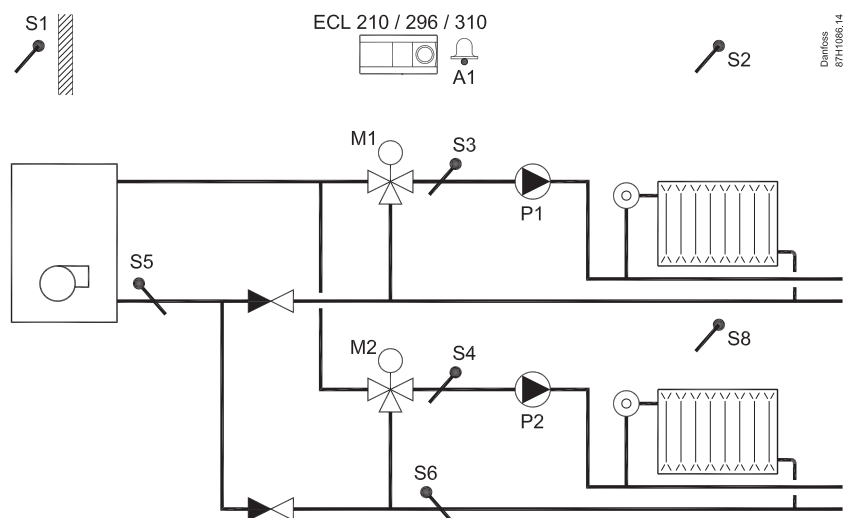 S1
ECL 210 / 296 / 310
A1
S2
Danfoss
87H1086.14
M1
S3
P1
S5
S8
M2
S4
P2
S6